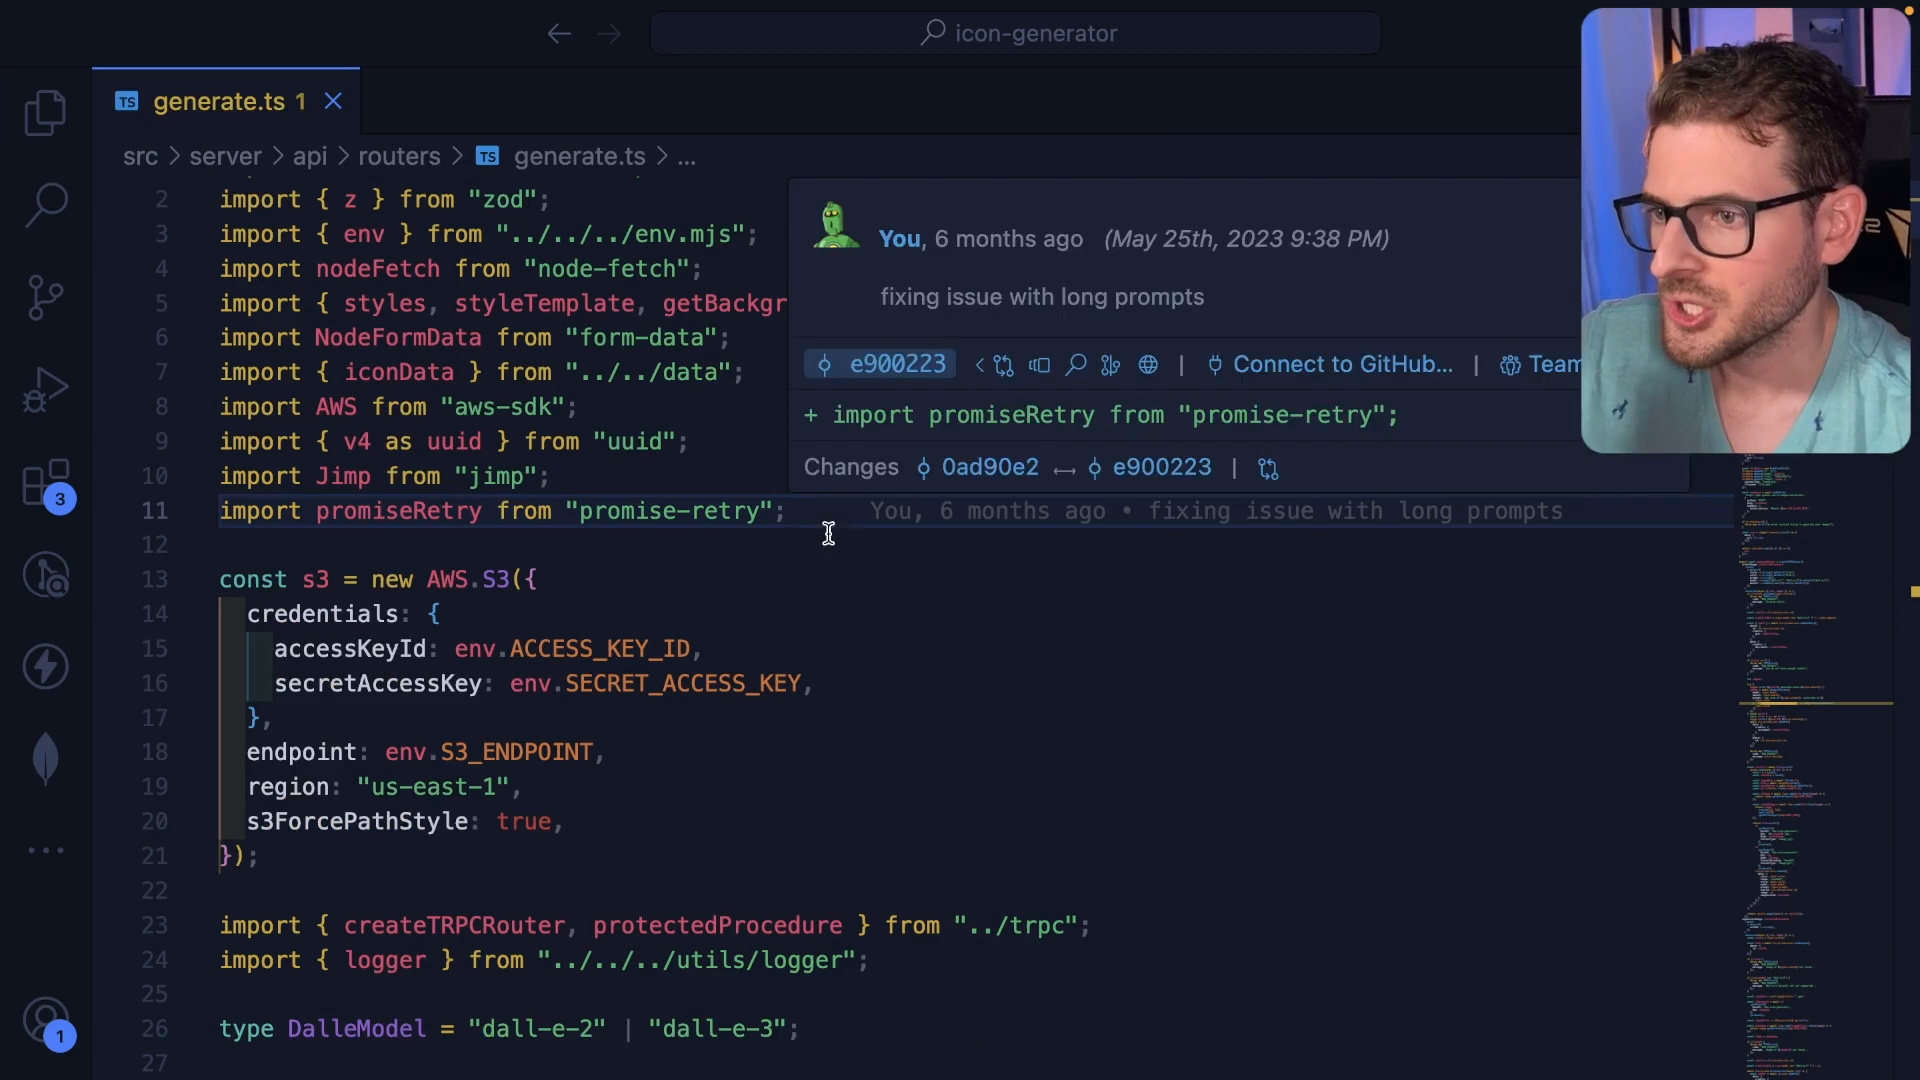 icon-generator
TS generate.ts 1
src > server > api > routers > TS generate.ts > ...
2 import { z } from "zod";
3 import { env } from "../../../env.mjs";
4 import nodeFetch from "node-fetch";
5 import { styles, styleTemplate, getBackgr
6 import NodeFormData from "form-data";
7 import { iconData } from "../../data";
8 import AWS from "aws-sdk";
9 import { v4 as uuid } from "uuid";
10 import Jimp from "jimp";
11 import promiseRetry from "promise-retry"; You, 6 months ago • fixing issue with long prompts
12
13 const s3 = new AWS.S3({
14 credentials: {
15 accessKeyId: env.ACCESS_KEY_ID,
16 secretAccessKey: env.SECRET_ACCESS_KEY,
17 },
18 endpoint: env.S3_ENDPOINT,
19 region: "us-east-1",
20 s3ForcePathStyle: true,
21 });
22
23 import { createTRPCRouter, protectedProcedure } from "../trpc";
24 import { logger } from "../../../utils/logger";
25
26 type DalleModel = "dall-e-2" | "dall-e-3";
27
You, 6 months ago (May 25th, 2023 9:38 PM)
fixing issue with long prompts
e900223 | Connect to GitHub... | Team
+ import promiseRetry from "promise-retry";
Changes 0ad90e2 ↔ e900223 |
3
1